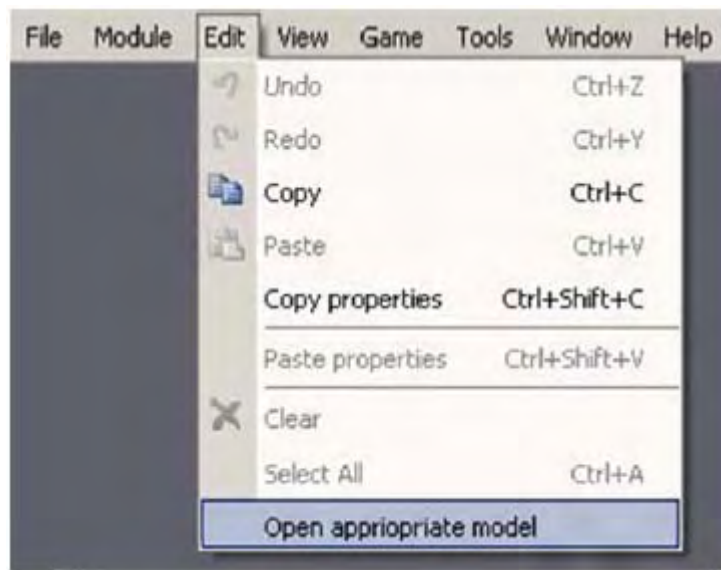 File Module Edit View Game Tools Window Help
Undo Ctrl+Z
Redo Ctrl+Y
Copy Ctrl+C
Paste Ctrl+V
Copy properties Ctrl+Shift+C
Paste properties Ctrl+Shift+V
Clear
Select All Ctrl+A
Open appriopriate model